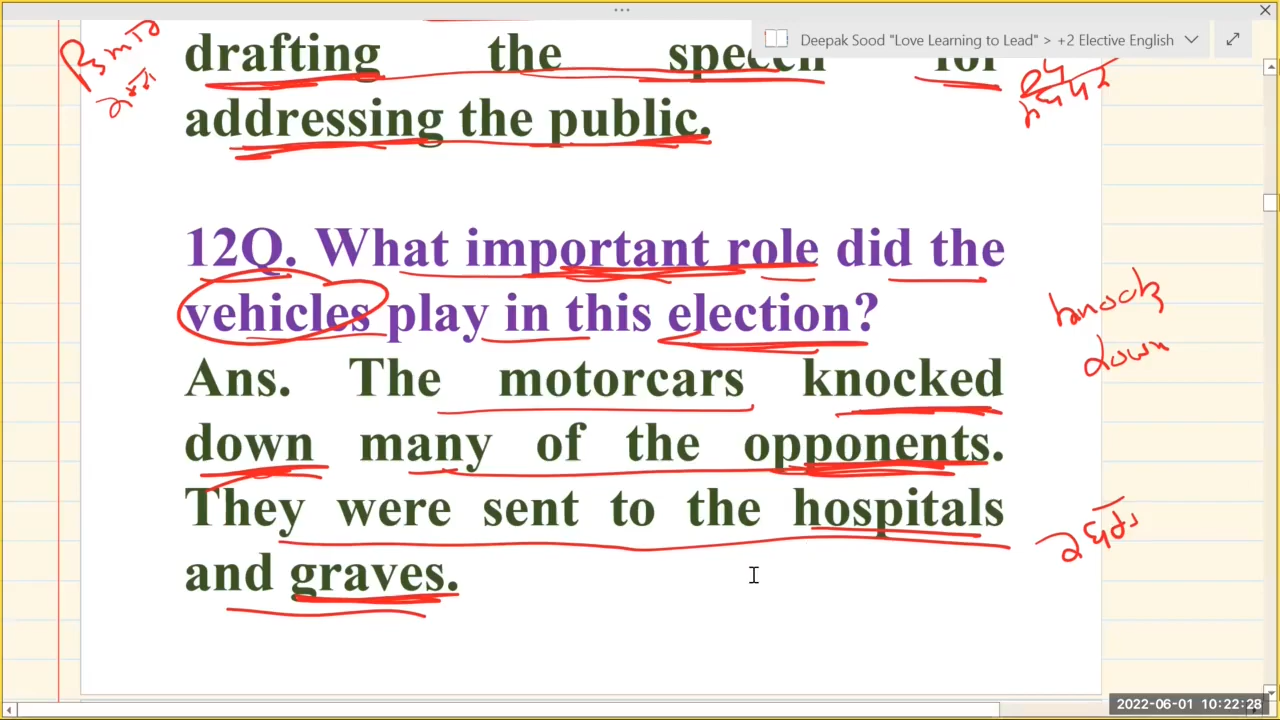 Deepak Sood "Love Learning to Lead" > +2 Elective English
drafting the speech for
addressing the public.
12Q. What important role did the
vehicles play in this election?
knock
down
Ans. The motorcars knocked
down many of the opponents.
They were sent to the hospitals
and graves.
2022-06-01 10:22:28